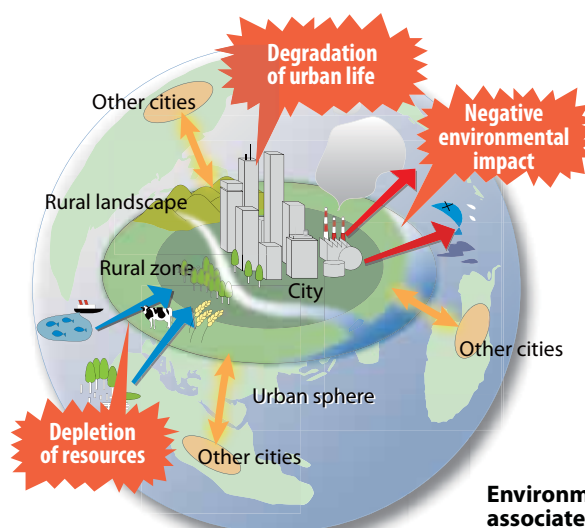 Degradation
of urban life
Other cities
Negative
environmental
impact
Rural landscape
Rural zone
City
Other cities
Urban sphere
Depletion
of resources
Other cities
Environm
associate